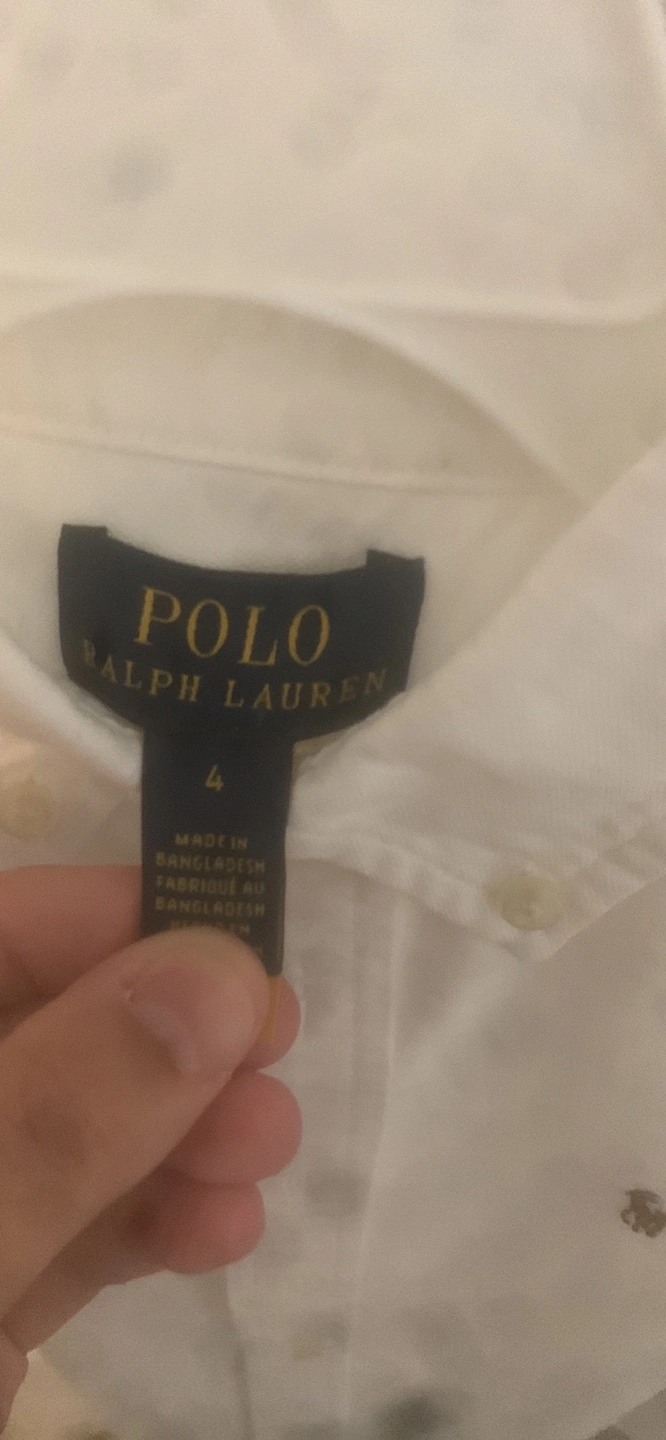 POLO
RALPH LAUREN
4
MADE IN
BANGLADESH
FABRIQUÉ AU
BANGLADESH